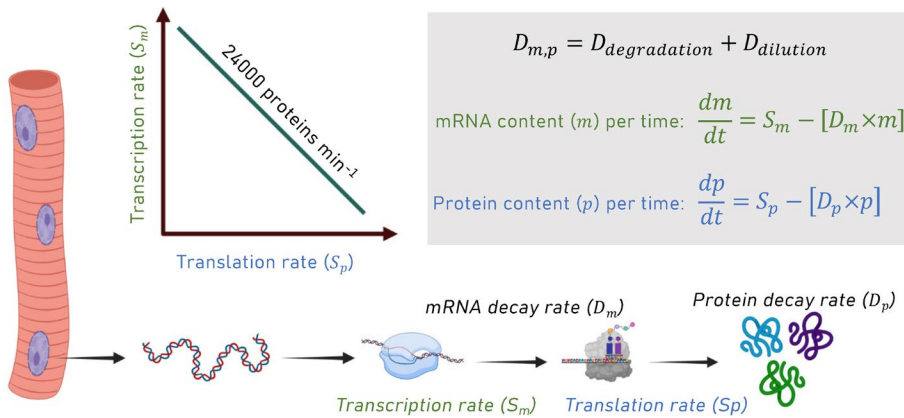 Transcription rate (Sₘ)
24000 proteins min⁻¹
Translation rate (Sₚ)
Dₘ,ₚ = D_degradation + D_dilution
mRNA content (m) per time: dm/dt = Sₘ − [Dₘ×m]
Protein content (p) per time: dp/dt = Sₚ − [Dₚ×p]
mRNA decay rate (Dₘ)
Protein decay rate (Dₚ)
Transcription rate (Sₘ)
Translation rate (Sp)